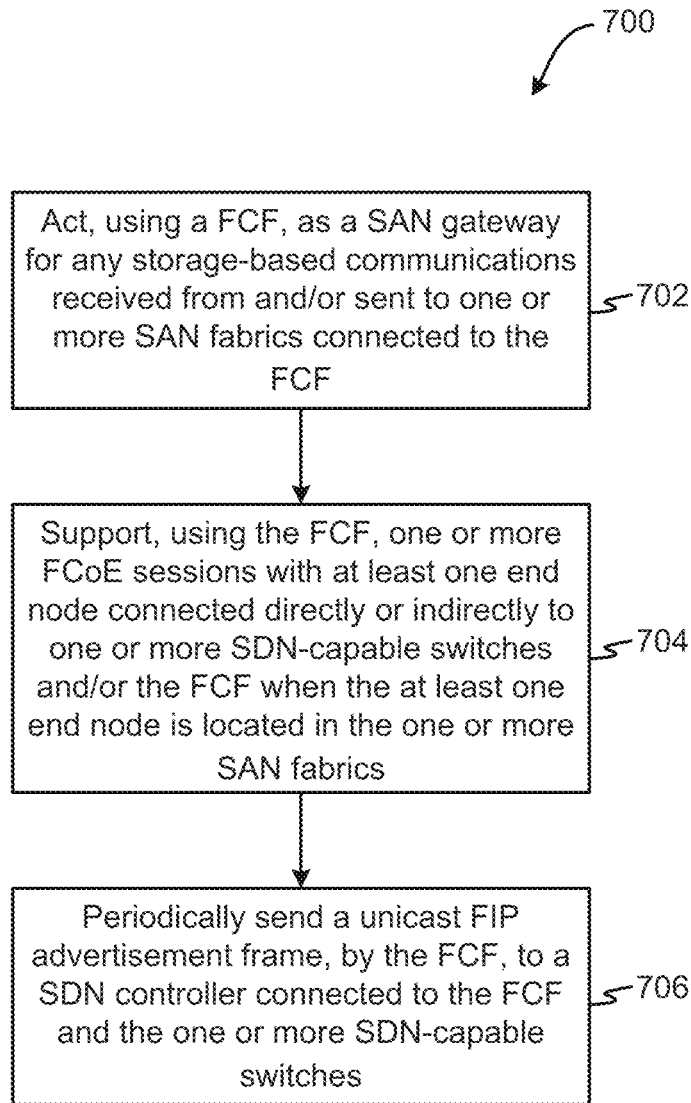 700
Act, using a FCF, as a SAN gateway
for any storage-based communications
received from and/or sent to one or
more SAN fabrics connected to the
FCF
702
Support, using the FCF, one or more
FCoE sessions with at least one end
node connected directly or indirectly to
one or more SDN-capable switches
and/or the FCF when the at least one
end node is located in the one or more
SAN fabrics
704
Periodically send a unicast FIP
advertisement frame, by the FCF, to a
SDN controller connected to the FCF
and the one or more SDN-capable
switches
706